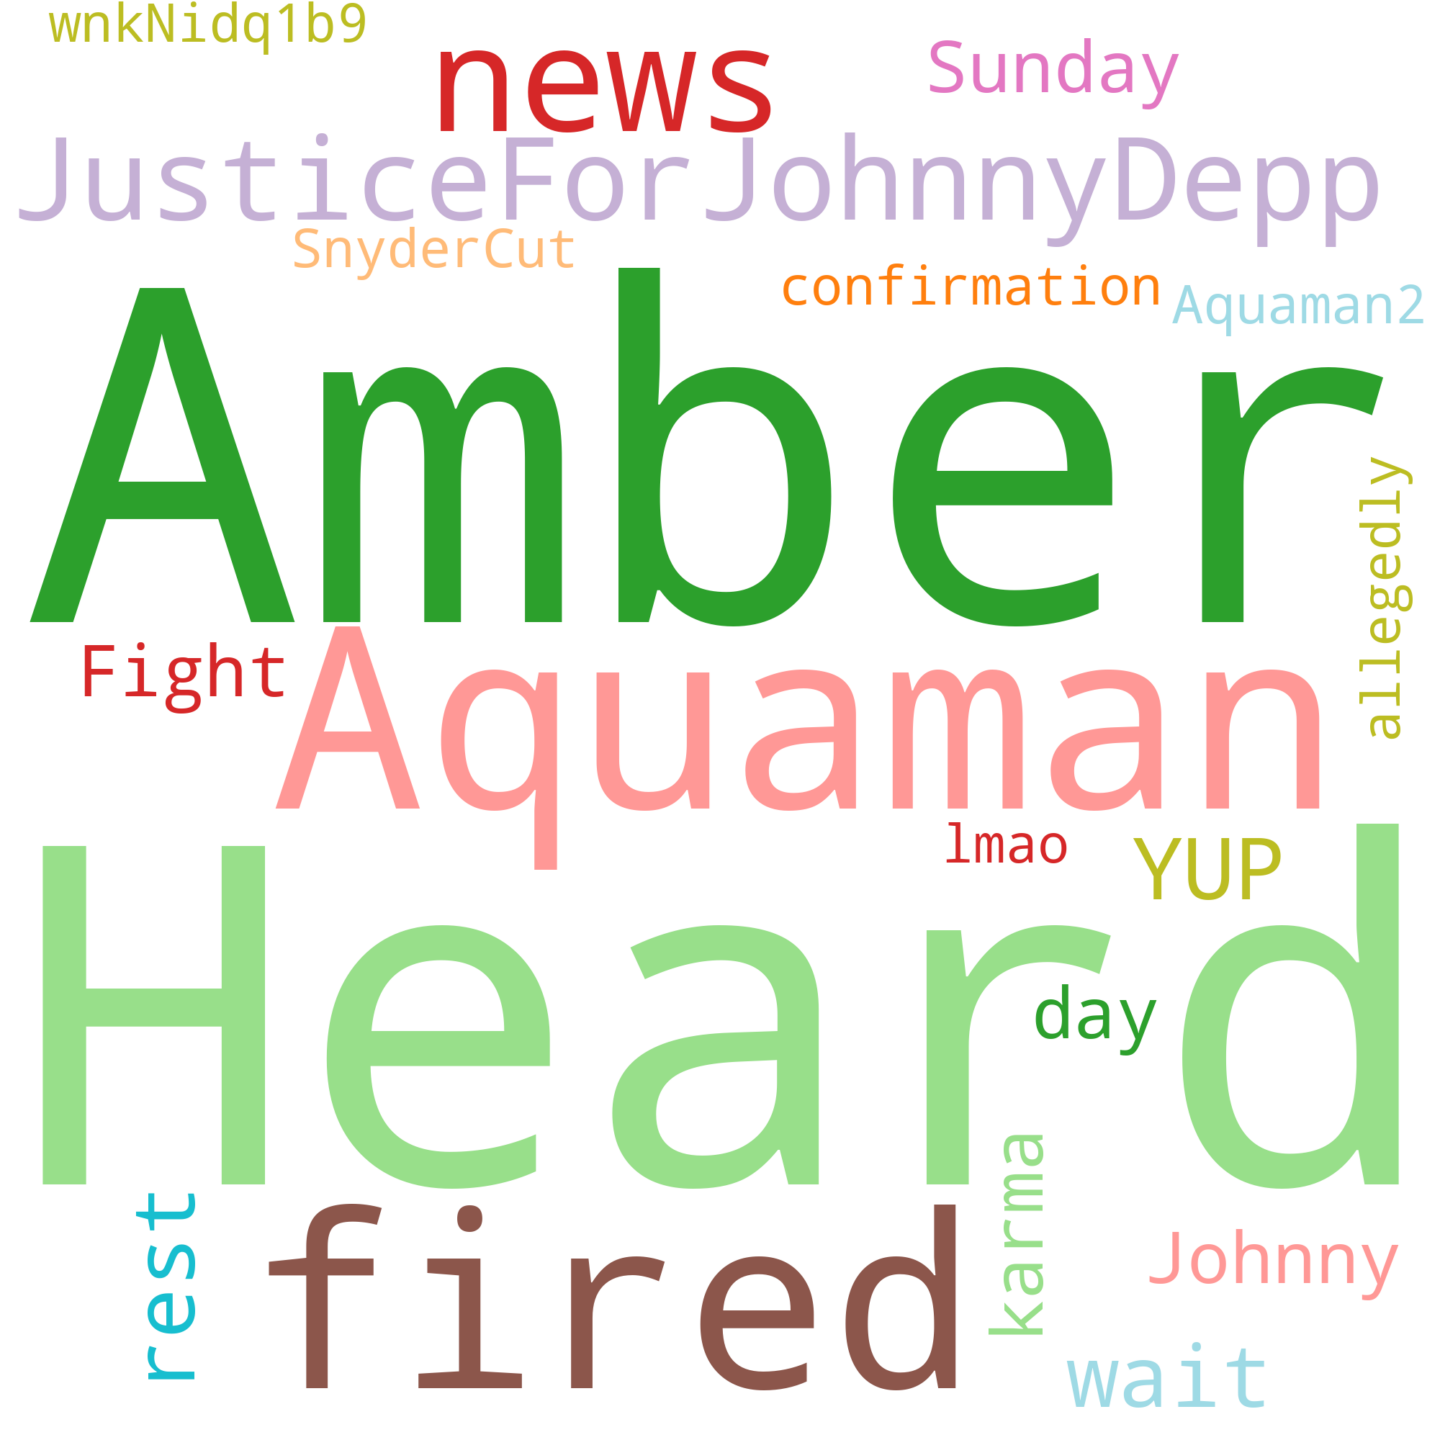 wnkNidq1b9
news
Sunday
JusticeForJohnnyDepp
SnyderCut
confirmation
Aquaman2
Amber
allegedly
Fight
Aquaman
lmao
YUP
Heard
day
karma
rest
fired
Johnny
wait